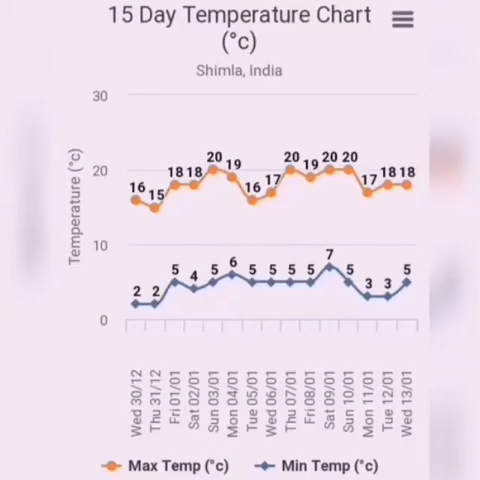 15 Day Temperature Chart
(°c)
Shimla, India
30
20
10
0
Temperature (°c)
16 15 18 18 20 19 16 17 20 19 20 20 17 18 18
2 2 5 4 5 6 5 5 5 5 7 5 3 3 5
Wed 30/12
Thu 31/12
Fri 01/01
Sat 02/01
Sun 03/01
Mon 04/01
Tue 05/01
Wed 06/01
Thu 07/01
Fri 08/01
Sat 09/01
Sun 10/01
Mon 11/01
Tue 12/01
Wed 13/01
Max Temp (°c) Min Temp (°c)